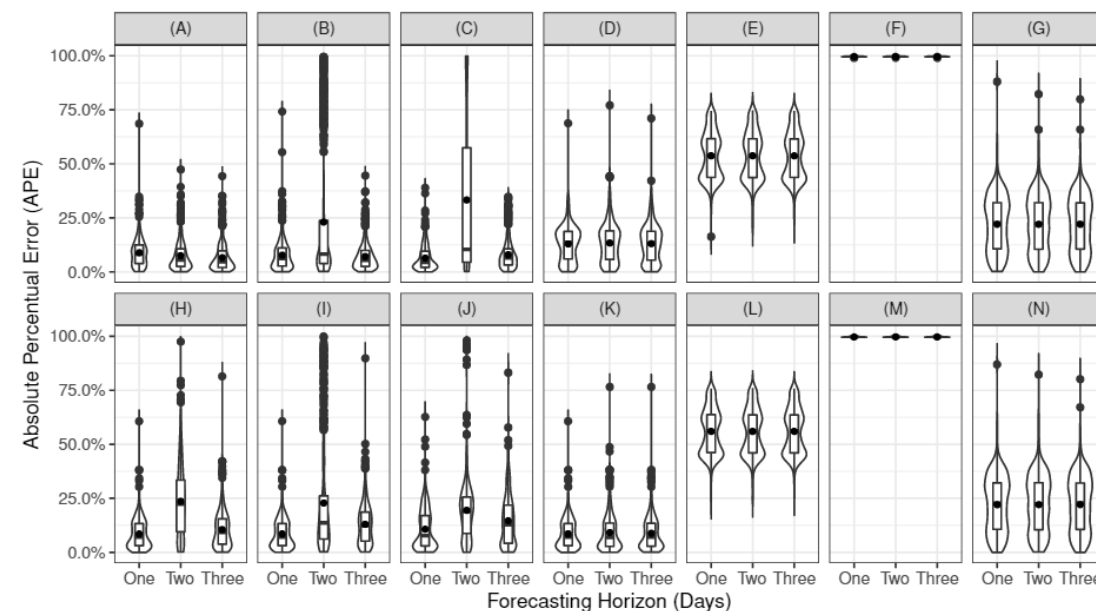 (A) (B) (C) (D) (E) (F) (G)
100.0%
75.0%
50.0%
25.0%
0.0%
(H) (I) (J) (K) (L) (M) (N)
100.0%
75.0%
50.0%
25.0%
0.0%
Absolute Percentual Error (APE)
One Two Three One Two Three One Two Three One Two Three One Two Three One Two Three One Two Three
Forecasting Horizon (Days)